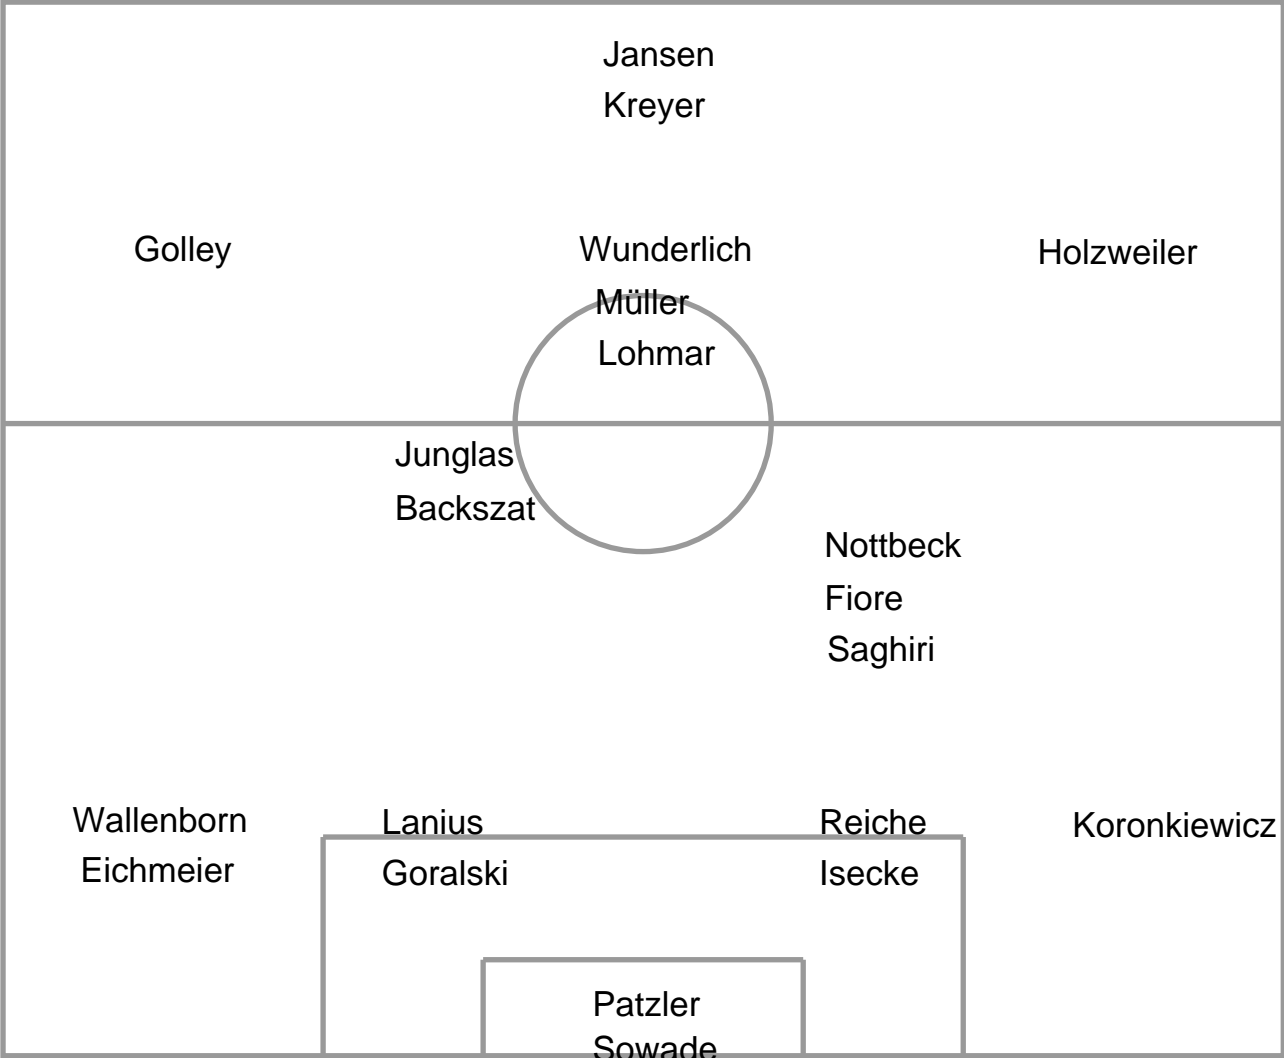 Jansen
Kreyer
Golley
Wunderlich
Holzweiler
Müller
Lohmar
Junglas
Backszat
Nottbeck
Fiore
Saghiri
Wallenborn
Lanius
Reiche
Koronkiewicz
Eichmeier
Goralski
Isecke
Patzler
Sowade